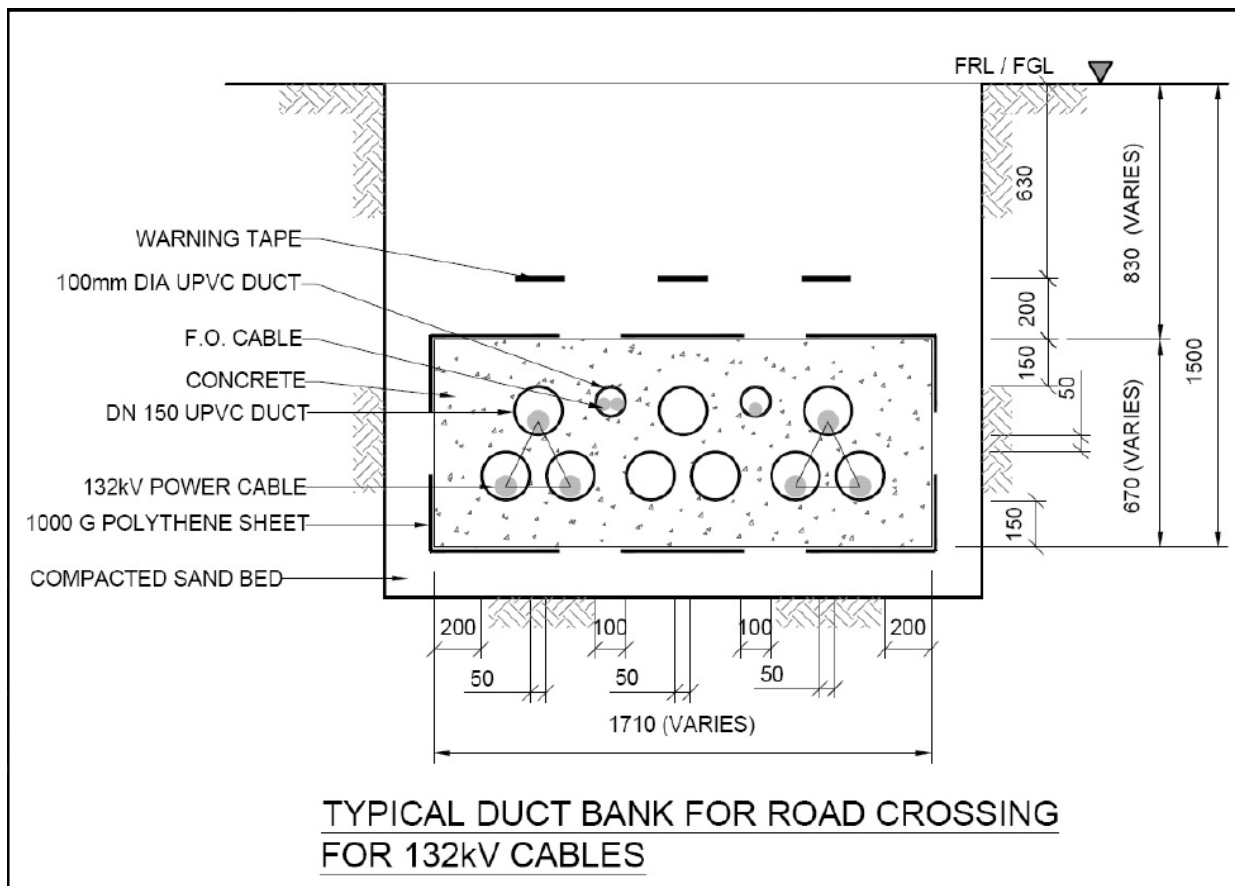 FRL / FGL
630
830 (VARIES)
WARNING TAPE
100mm DIA UPVC DUCT
200
F.O. CABLE
150
1500
CONCRETE
50
DN 150 UPVC DUCT
670 (VARIES)
132kV POWER CABLE
1000 G POLYTHENE SHEET
150
COMPACTED SAND BED
200
100
100
200
50
50
50
1710 (VARIES)
TYPICAL DUCT BANK FOR ROAD CROSSING
FOR 132kV CABLES